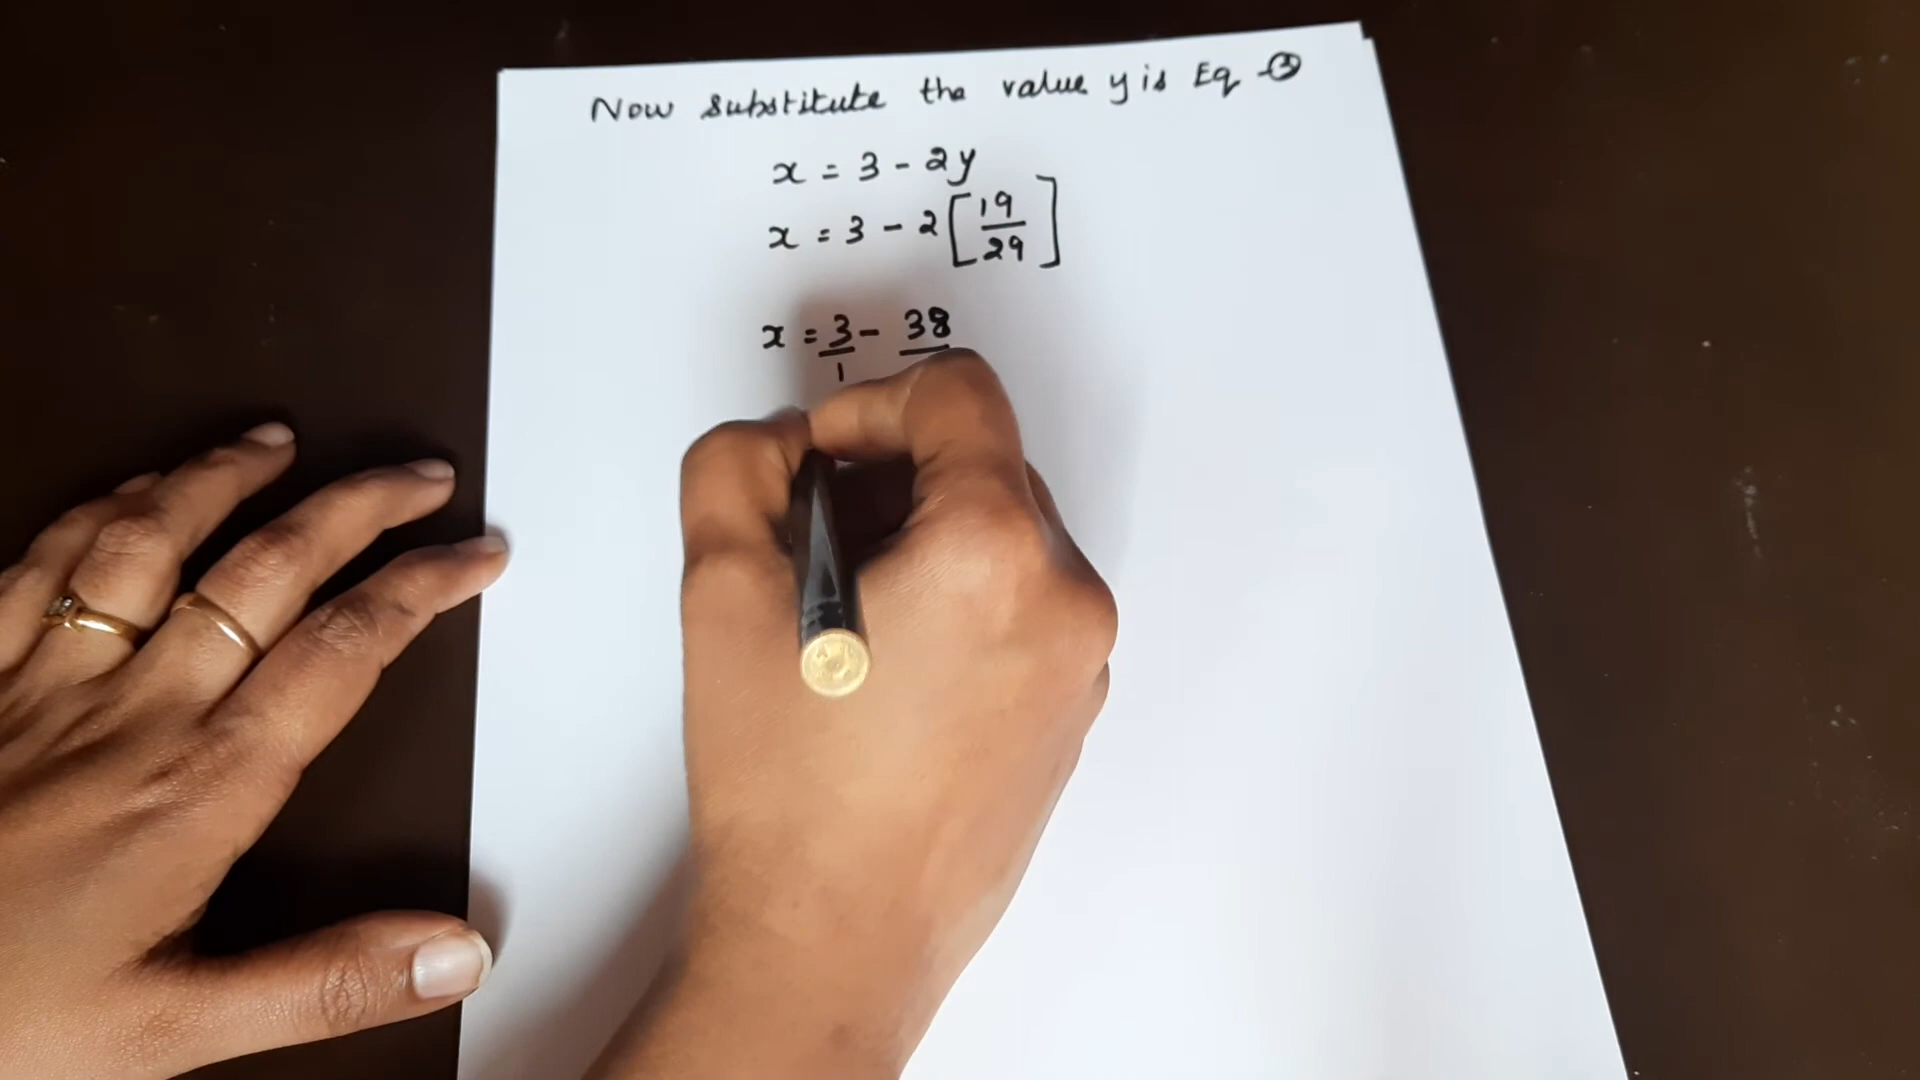 Now substitute the value y is Eq - ③
x = 3 - 2y
x = 3 - 2 [ 19/29 ]
x = 3/1 - 38